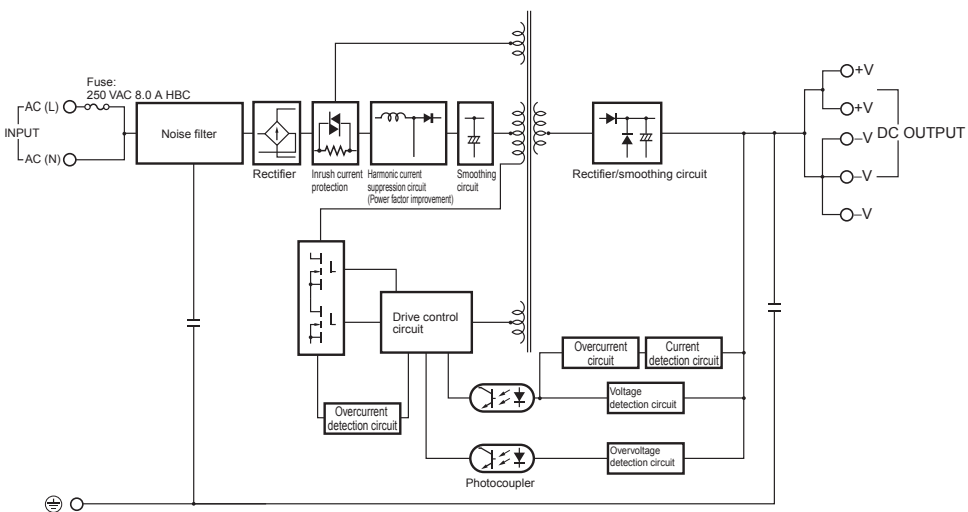 Fuse:
250 VAC 8.0 A HBC
AC (L)
INPUT
AC (N)
Noise filter
Rectifier
Inrush current
protection
Harmonic current
suppression circuit
(Power factor improvement)
Smoothing
circuit
Rectifier/smoothing circuit
+V
+V
–V
DC OUTPUT
–V
–V
Drive control
circuit
Overcurrent
detection circuit
Overcurrent
circuit
Current
detection circuit
Voltage
detection circuit
Overvoltage
detection circuit
Photocoupler